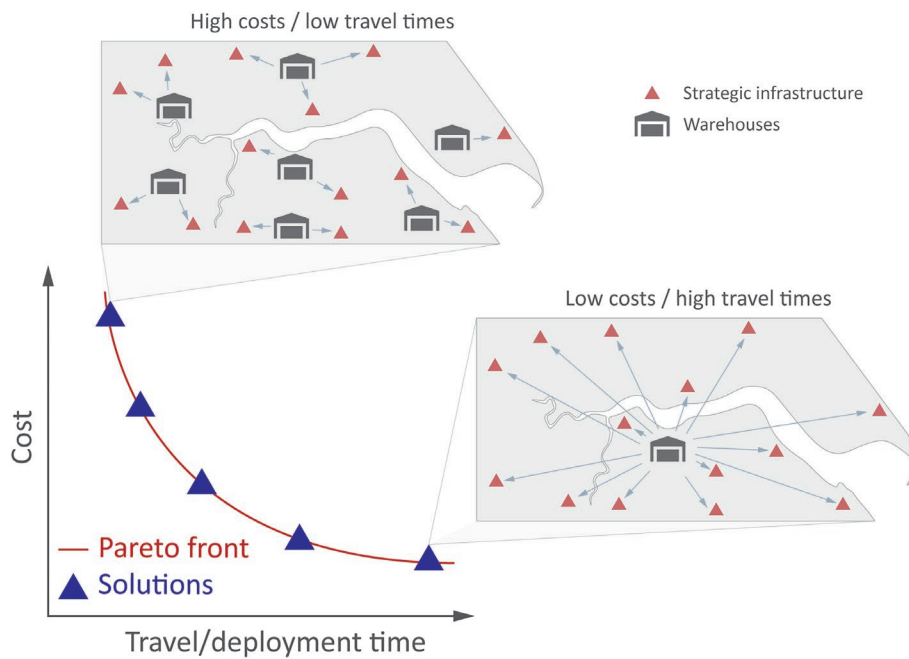 High costs / low travel times
Strategic infrastructure
Warehouses
Low costs / high travel times
Cost
Pareto front
Solutions
Travel/deployment time